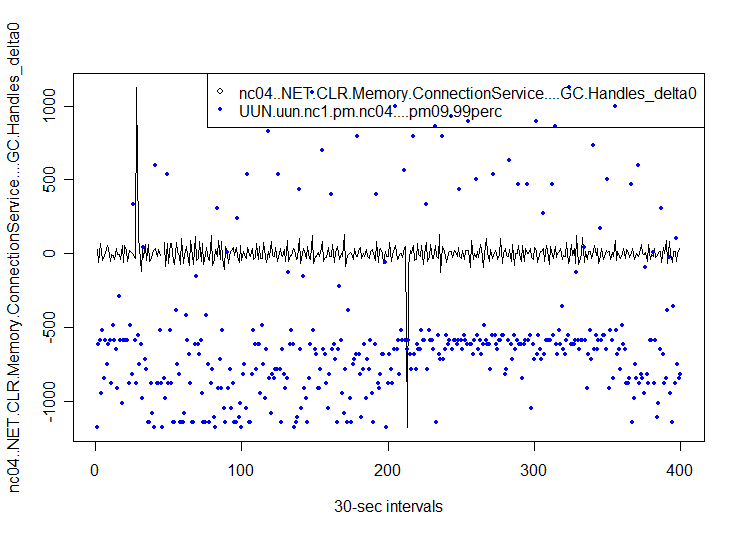 nc04..NET.CLR.Memory.ConnectionService....GC.Handles_delta0
nc04..NET.CLR.Memory.ConnectionService....GC.Handles_delta0
UUN.uun.nc1.pm.nc04....pm09.99perc
1000
500
0
-500
-1000
0 100 200 300 400
30-sec intervals